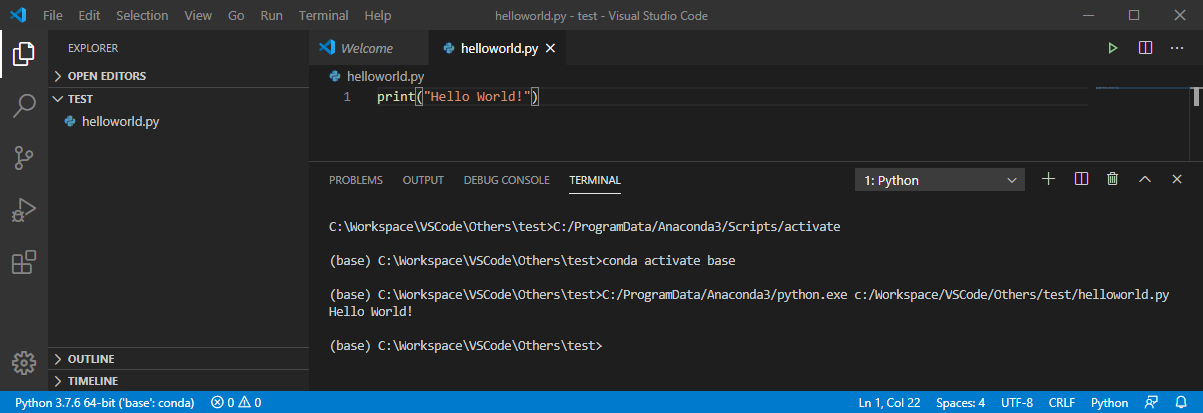 File Edit Selection View Go Run Terminal Help helloworld.py - test - Visual Studio Code
EXPLORER
OPEN EDITORS
TEST
helloworld.py
OUTLINE
TIMELINE
Welcome helloworld.py
helloworld.py
1 print("Hello World!")
PROBLEMS OUTPUT DEBUG CONSOLE TERMINAL 1: Python
C:\Workspace\VSCode\Others\test>C:/ProgramData/Anaconda3/Scripts/activate
(base) C:\Workspace\VSCode\Others\test>conda activate base
(base) C:\Workspace\VSCode\Others\test>C:/ProgramData/Anaconda3/python.exe c:/Workspace/VSCode/Others/test/helloworld.py
Hello World!
(base) C:\Workspace\VSCode\Others\test>
Python 3.7.6 64-bit ('base': conda) 0 0 Ln 1, Col 22 Spaces: 4 UTF-8 CRLF Python